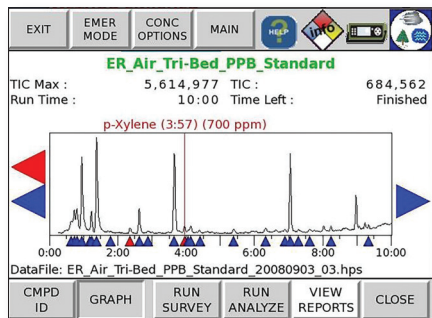 EXIT
EMER MODE
CONC OPTIONS
MAIN
HELP
info
ER_Air_Tri-Bed_PPB_Standard
TIC Max : 5,614,977 TIC : 684,562
Run Time : 10:00 Time Left : Finished
p-Xylene (3:57) (700 ppm)
0:00 2:00 4:00 6:00 8:00 10:00
DataFile: ER_Air_Tri-Bed_PPB_Standard_20080903_03.hps
CMPD ID
GRAPH
RUN SURVEY
RUN ANALYZE
VIEW REPORTS
CLOSE